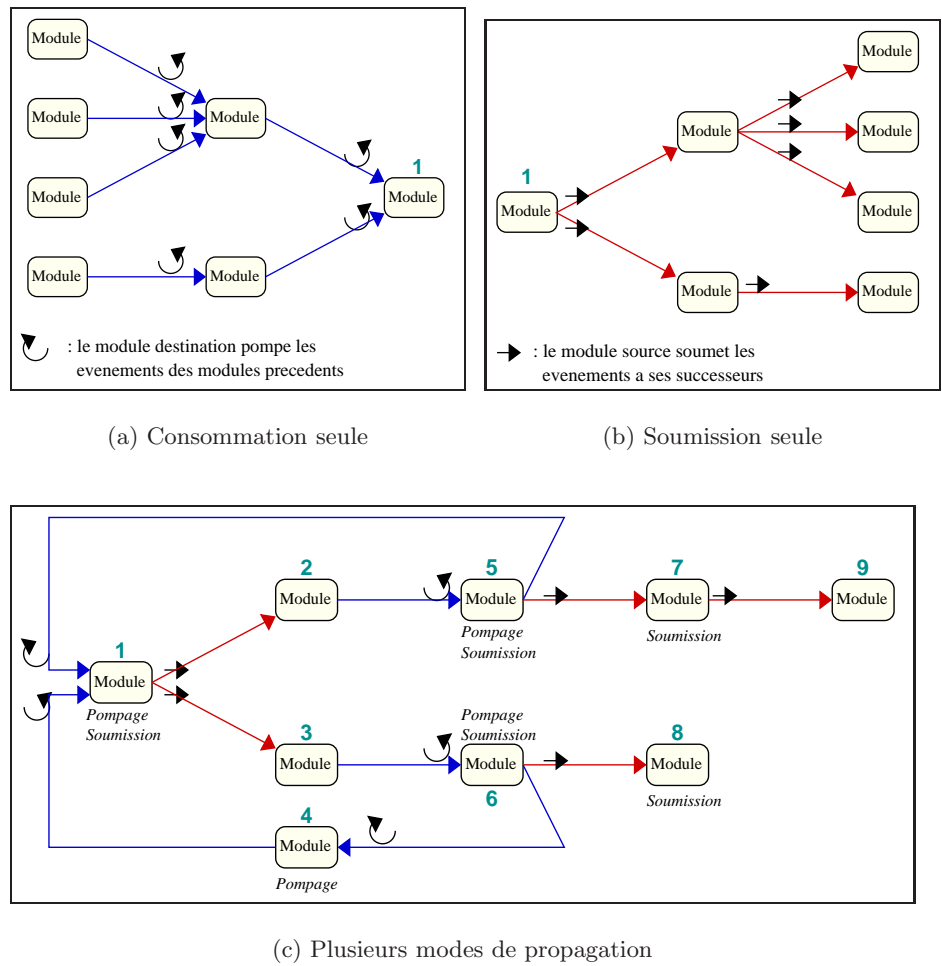 Module
Module
Module
Module
Module
1
Module
Module
Module
: le module destination pompe les
evenements des modules precedents
(a) Consommation seule
Module
Module
Module
1
Module
Module
Module
Module
: le module source soumet les
evenements a ses successeurs
(b) Soumission seule
2
Module
5
Module
Pompage
Soumission
7
Module
Soumission
9
Module
1
Module
Pompage
Soumission
3
Module
Pompage
Soumission
Module
6
8
Module
Soumission
4
Module
Pompage
(c) Plusieurs modes de propagation